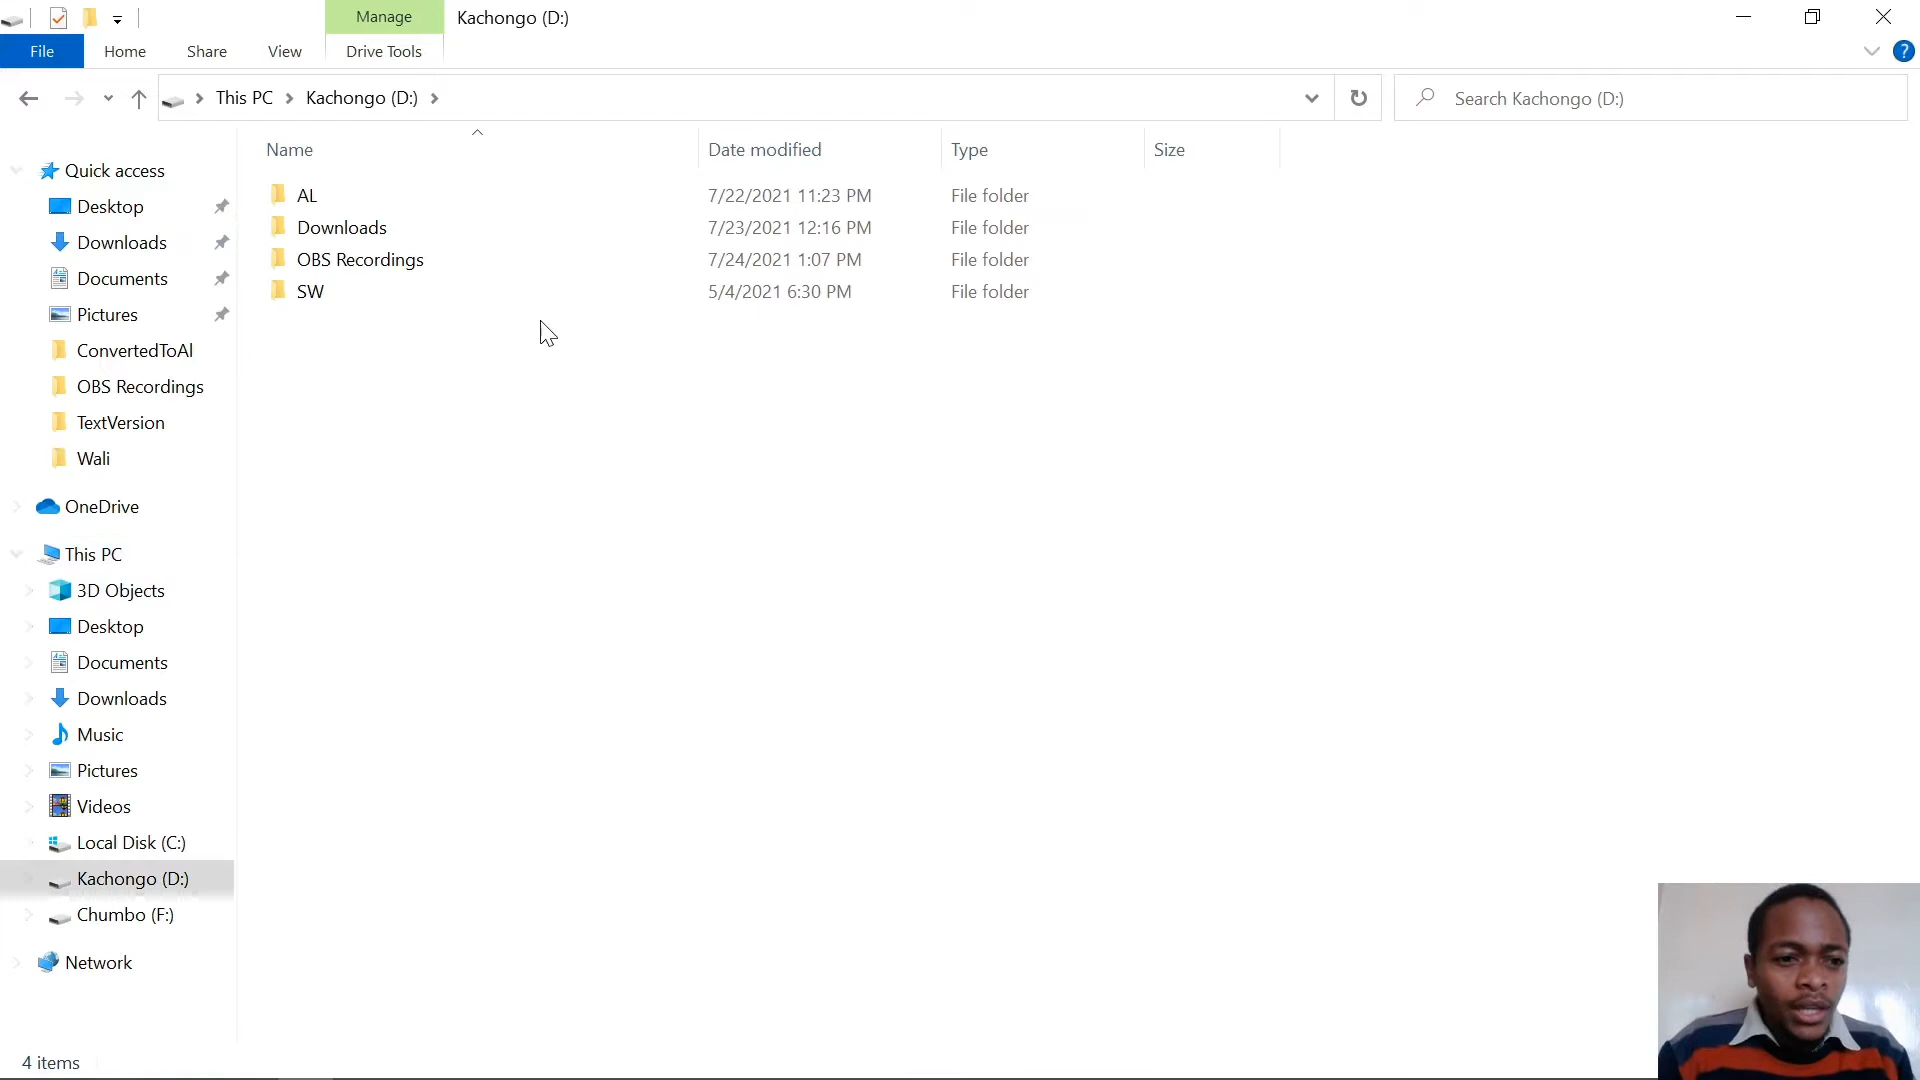 Manage Kachongo (D:)
File Home Share View Drive Tools ?
This PC Kachongo (D:) Search Kachongo (D:)
Name Date modified Type Size
AL 7/22/2021 11:23 PM File folder
Downloads 7/23/2021 12:16 PM File folder
OBS Recordings 7/24/2021 1:07 PM File folder
SW 5/4/2021 6:30 PM File folder
Quick access
Desktop
Downloads
Documents
Pictures
ConvertedToAl
OBS Recordings
TextVersion
Wali
OneDrive
This PC
3D Objects
Desktop
Documents
Downloads
Music
Pictures
Videos
Local Disk (C:)
Kachongo (D:)
Chumbo (F:)
Network
4 items